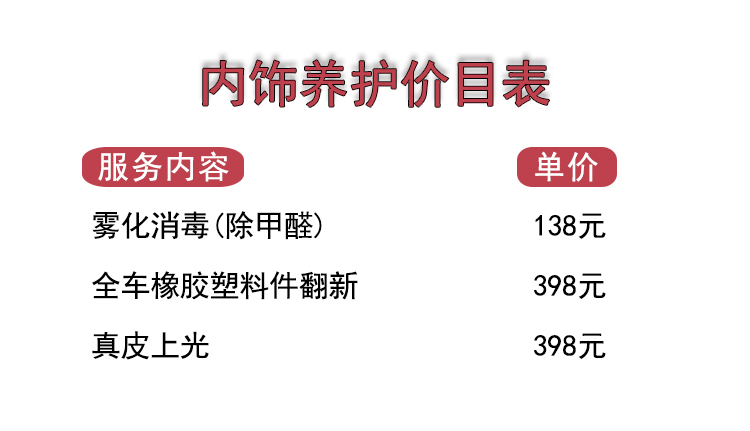 内饰养护价目表
服务内容 单价
雾化消毒(除甲醛) 138元
全车橡胶塑料件翻新 398元
真皮上光 398元